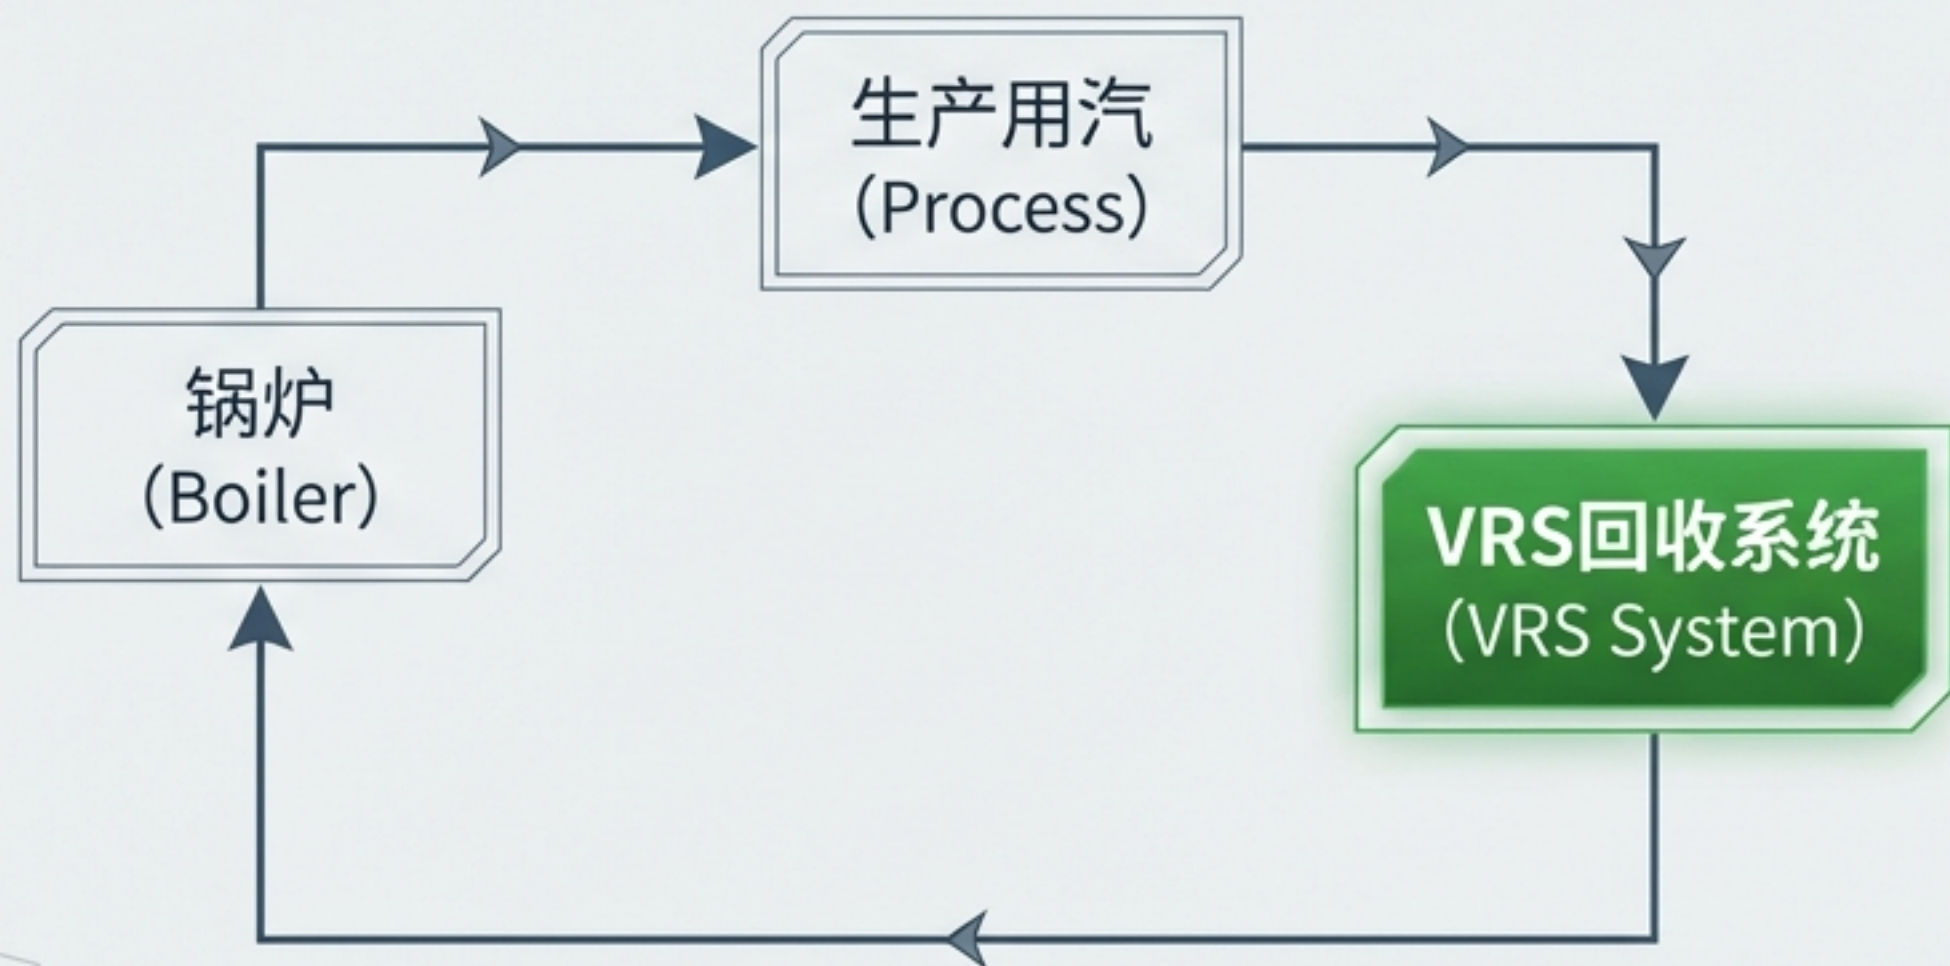 生产用汽
（Process）
锅炉
（Boiler）
VRS回收系统
（VRS System）